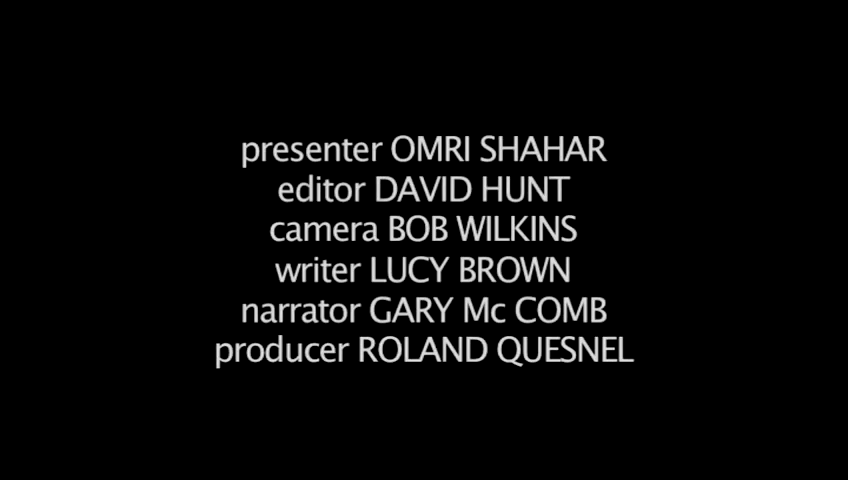 presenter OMRI SHAHAR
editor DAVID HUNT
camera BOB WILKINS
writer LUCY BROWN
narrator GARY Mc COMB
producer ROLAND QUESNEL